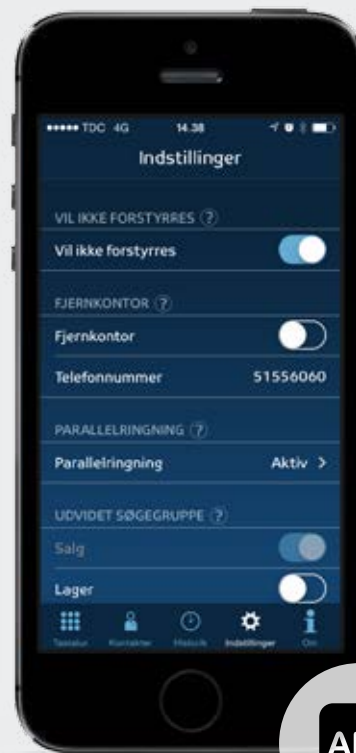 TDC 4G 14.38
Indstillinger
VIL IKKE FORSTYRRES ?
Vil ikke forstyrres
FJERNKONTOR ?
Fjernkontor
Telefonnummer 51556060
PARALLELRINGNING ?
Parallelringning Aktiv >
UDVIDET SØGEGRUPPE ?
Salg
Lager
Tastatur Kontakter Historik Indstillinger Om